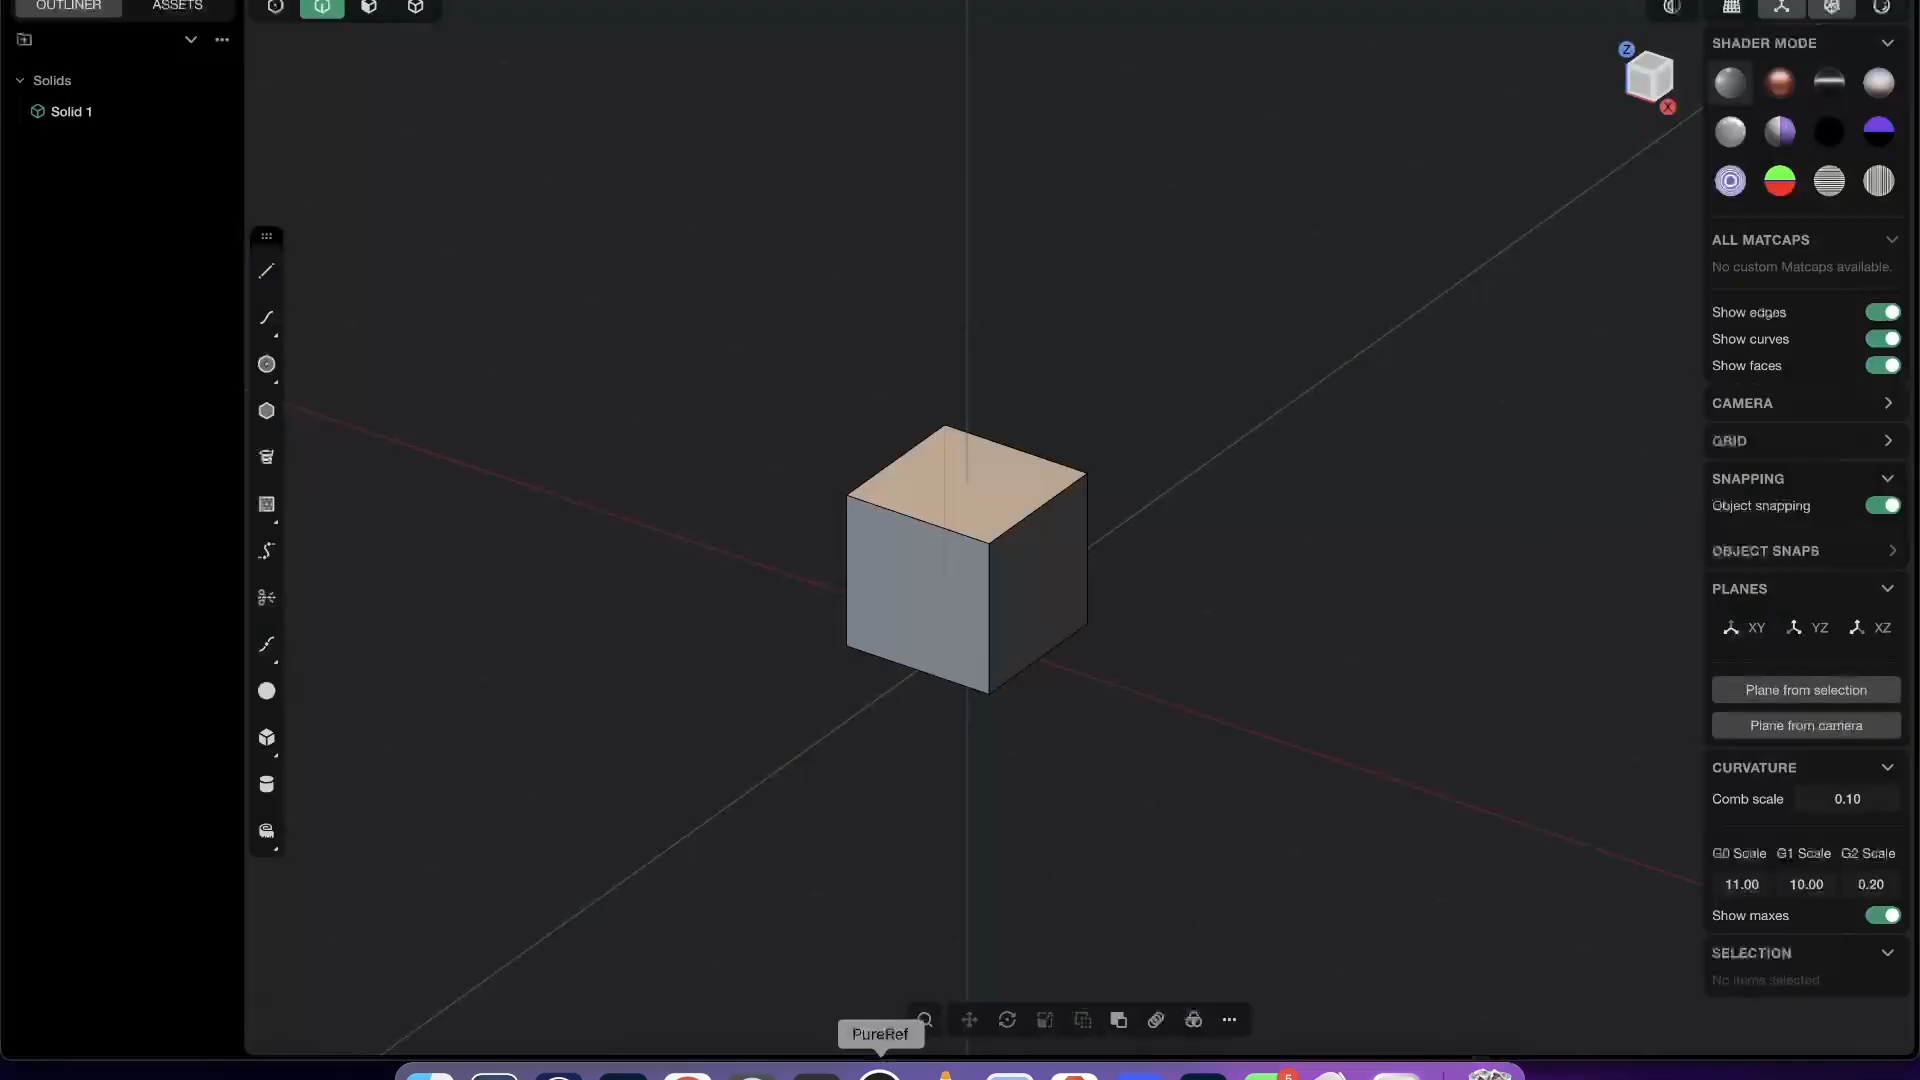 OUTLINER
ASSETS
Solids
Solid 1
Z
X
SHADER MODE
ALL MATCAPS
No custom Matcaps available.
Show edges
Show curves
Show faces
CAMERA
GRID
SNAPPING
Object snapping
OBJECT SNAPS
PLANES
XY
YZ
XZ
Plane from selection
Plane from camera
CURVATURE
Comb scale
0.10
G0 Scale
G1 Scale
G2 Scale
11.00
10.00
0.20
Show maxes
SELECTION
No items selected
PureRef
5